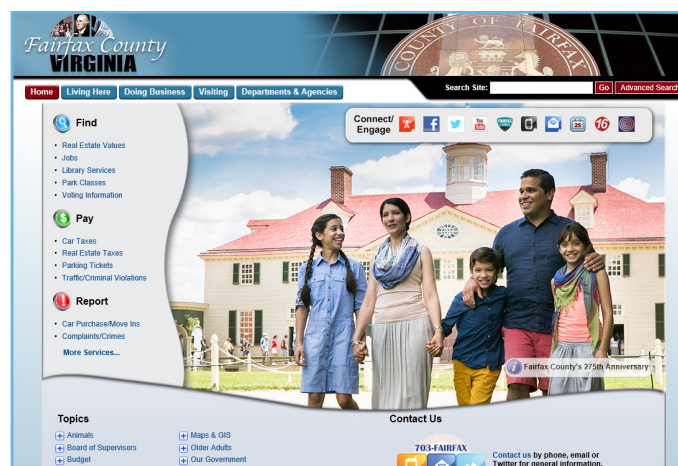 Fairfax County
VIRGINIA
COUNTY OF FAIRFAX
Search Site:
Go
Advanced Search
Home
Living Here
Doing Business
Visiting
Departments & Agencies
Connect/
Engage
You
Tube
25
16
Find
• Real Estate Values
• Jobs
• Library Services
• Park Classes
• Voting Information
$
Pay
• Car Taxes
• Real Estate Taxes
• Parking Tickets
• Traffic/Criminal Violations
!
Report
• Car Purchase/Move Ins
• Complaints/Crimes
More Services...
i Fairfax County's 275th Anniversary
Topics
+ Animals
+ Board of Supervisors
+ Budget
+ Maps & GIS
+ Older Adults
+ Our Government
Contact Us
703-FAIRFAX
Contact us by phone, email or
Twitter for general information.